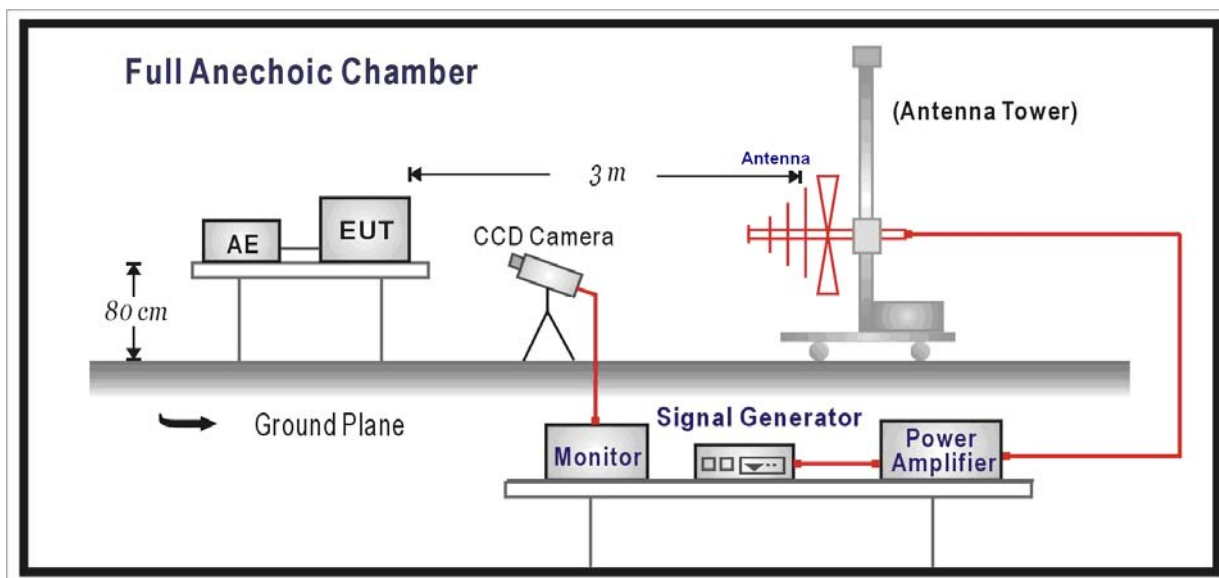 Full Anechoic Chamber
(Antenna Tower)
Antenna
3 m
AE
EUT
CCD Camera
80 cm
Ground Plane
Signal Generator
Monitor
Power
Amplifier